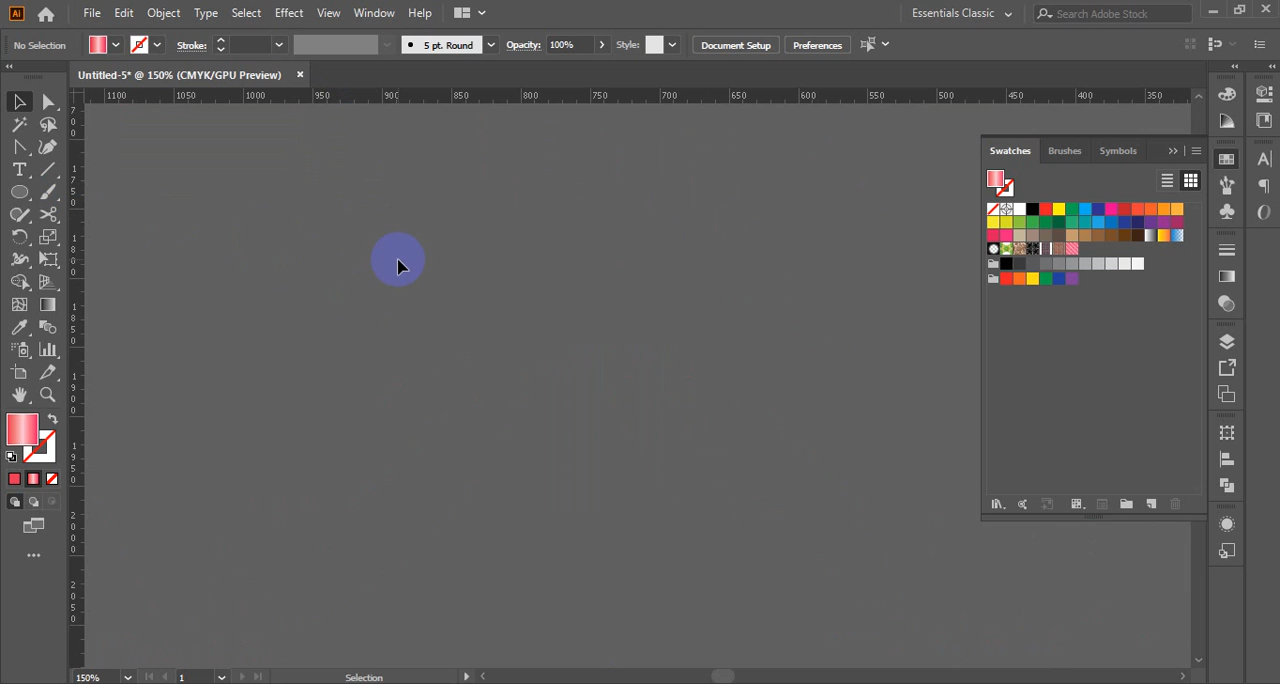 Ai File Edit Object Type Select Effect View Window Help Essentials Classic Search Adobe Stock
No Selection Stroke: 5 pt. Round Opacity: 100% Style: Document Setup Preferences
Untitled-5* @ 150% (CMYK/GPU Preview)
1100 1050 1000 950 900 850 800 750 700 650 600 550 500 450 400 350
Swatches Brushes Symbols
150% 1 Selection